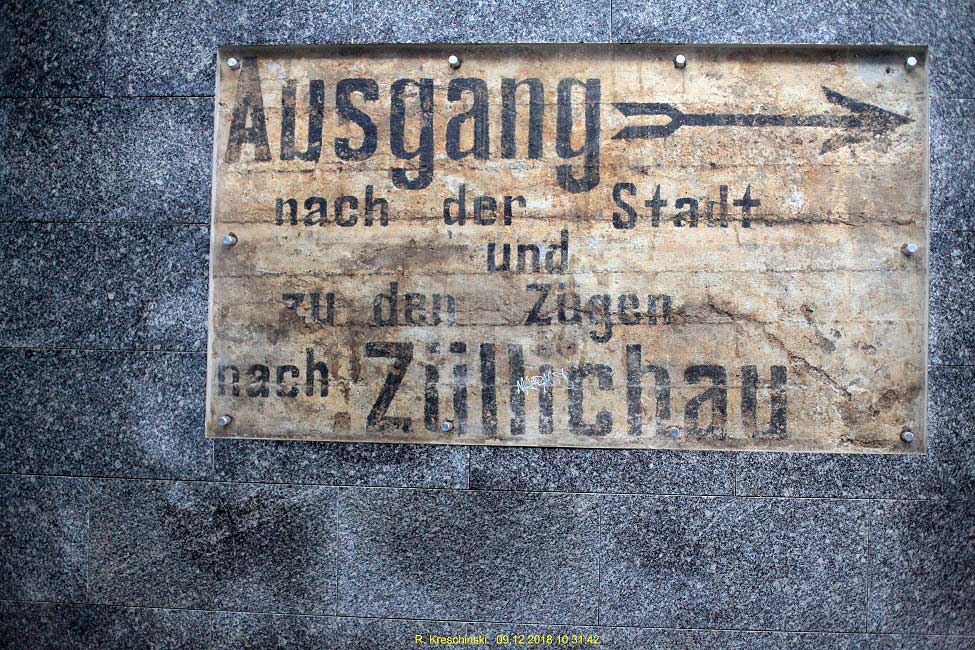 Ausgang
nach der Stadt
und
zu den Zügen
nach Züllichau
R. Kreschinski 09.12.2018 10:31:42